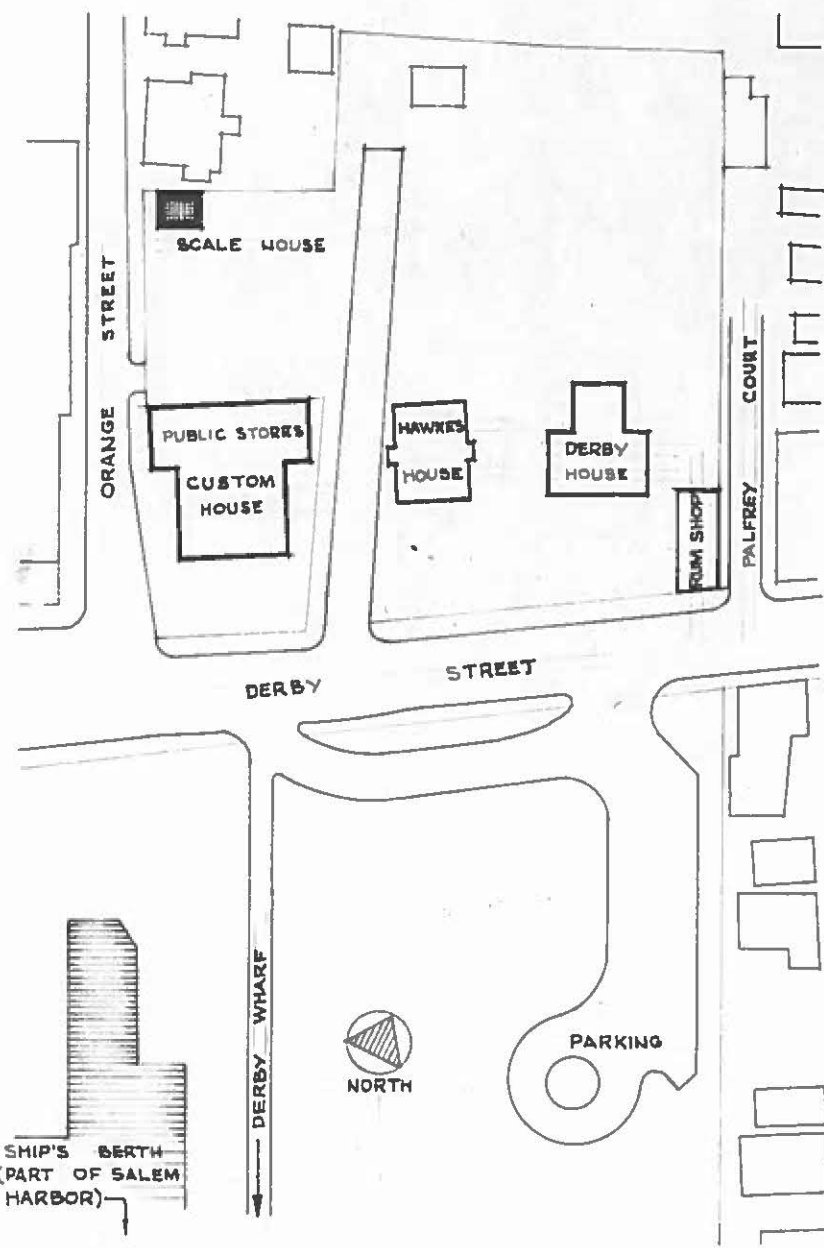 SCALE HOUSE
ORANGE STREET
PUBLIC STORES
CUSTOM
HOUSE
HAWKES
HOUSE
DERBY
HOUSE
RUM SHOP
PALFREY COURT
DERBY STREET
DERBY WHARF
NORTH
PARKING
SHIP'S BERTH
(PART OF SALEM
HARBOR)